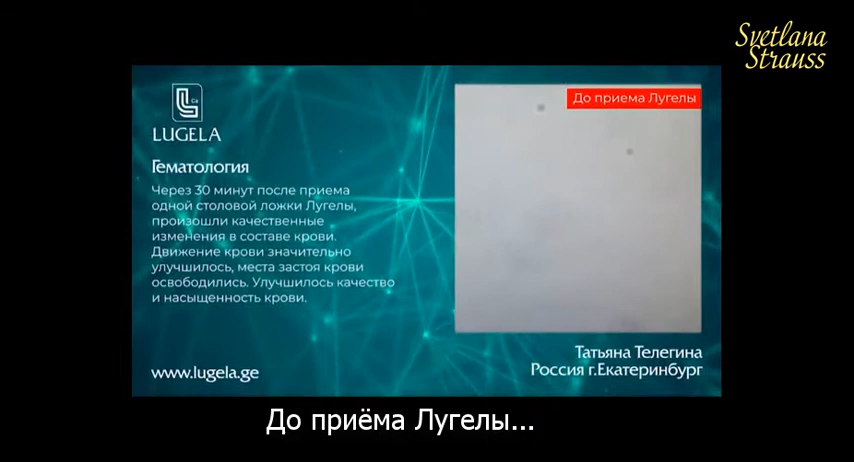 Svetlana
Strauss
До приема Лугелы
Ca
LUGELA
Гематология
Через 30 минут после приема
одной столовой ложки Лугелы,
произошли качественные
изменения в составе крови.
Движение крови значительно
улучшилось, места застоя крови
освободились. Улучшилось качество
и насыщенность крови.
Татьяна Телегина
Россия г.Екатеринбург
www.lugela.ge
До приёма Лугелы...